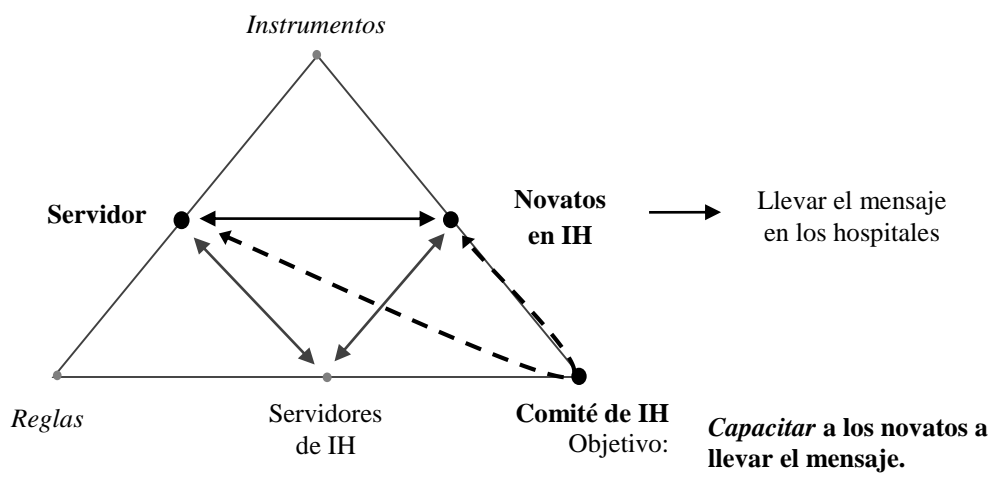 Instrumentos
Servidor
Novatos
en IH
Llevar el mensaje
en los hospitales
Reglas
Servidores
de IH
Comité de IH
Objetivo:
Capacitar a los novatos a
llevar el mensaje.